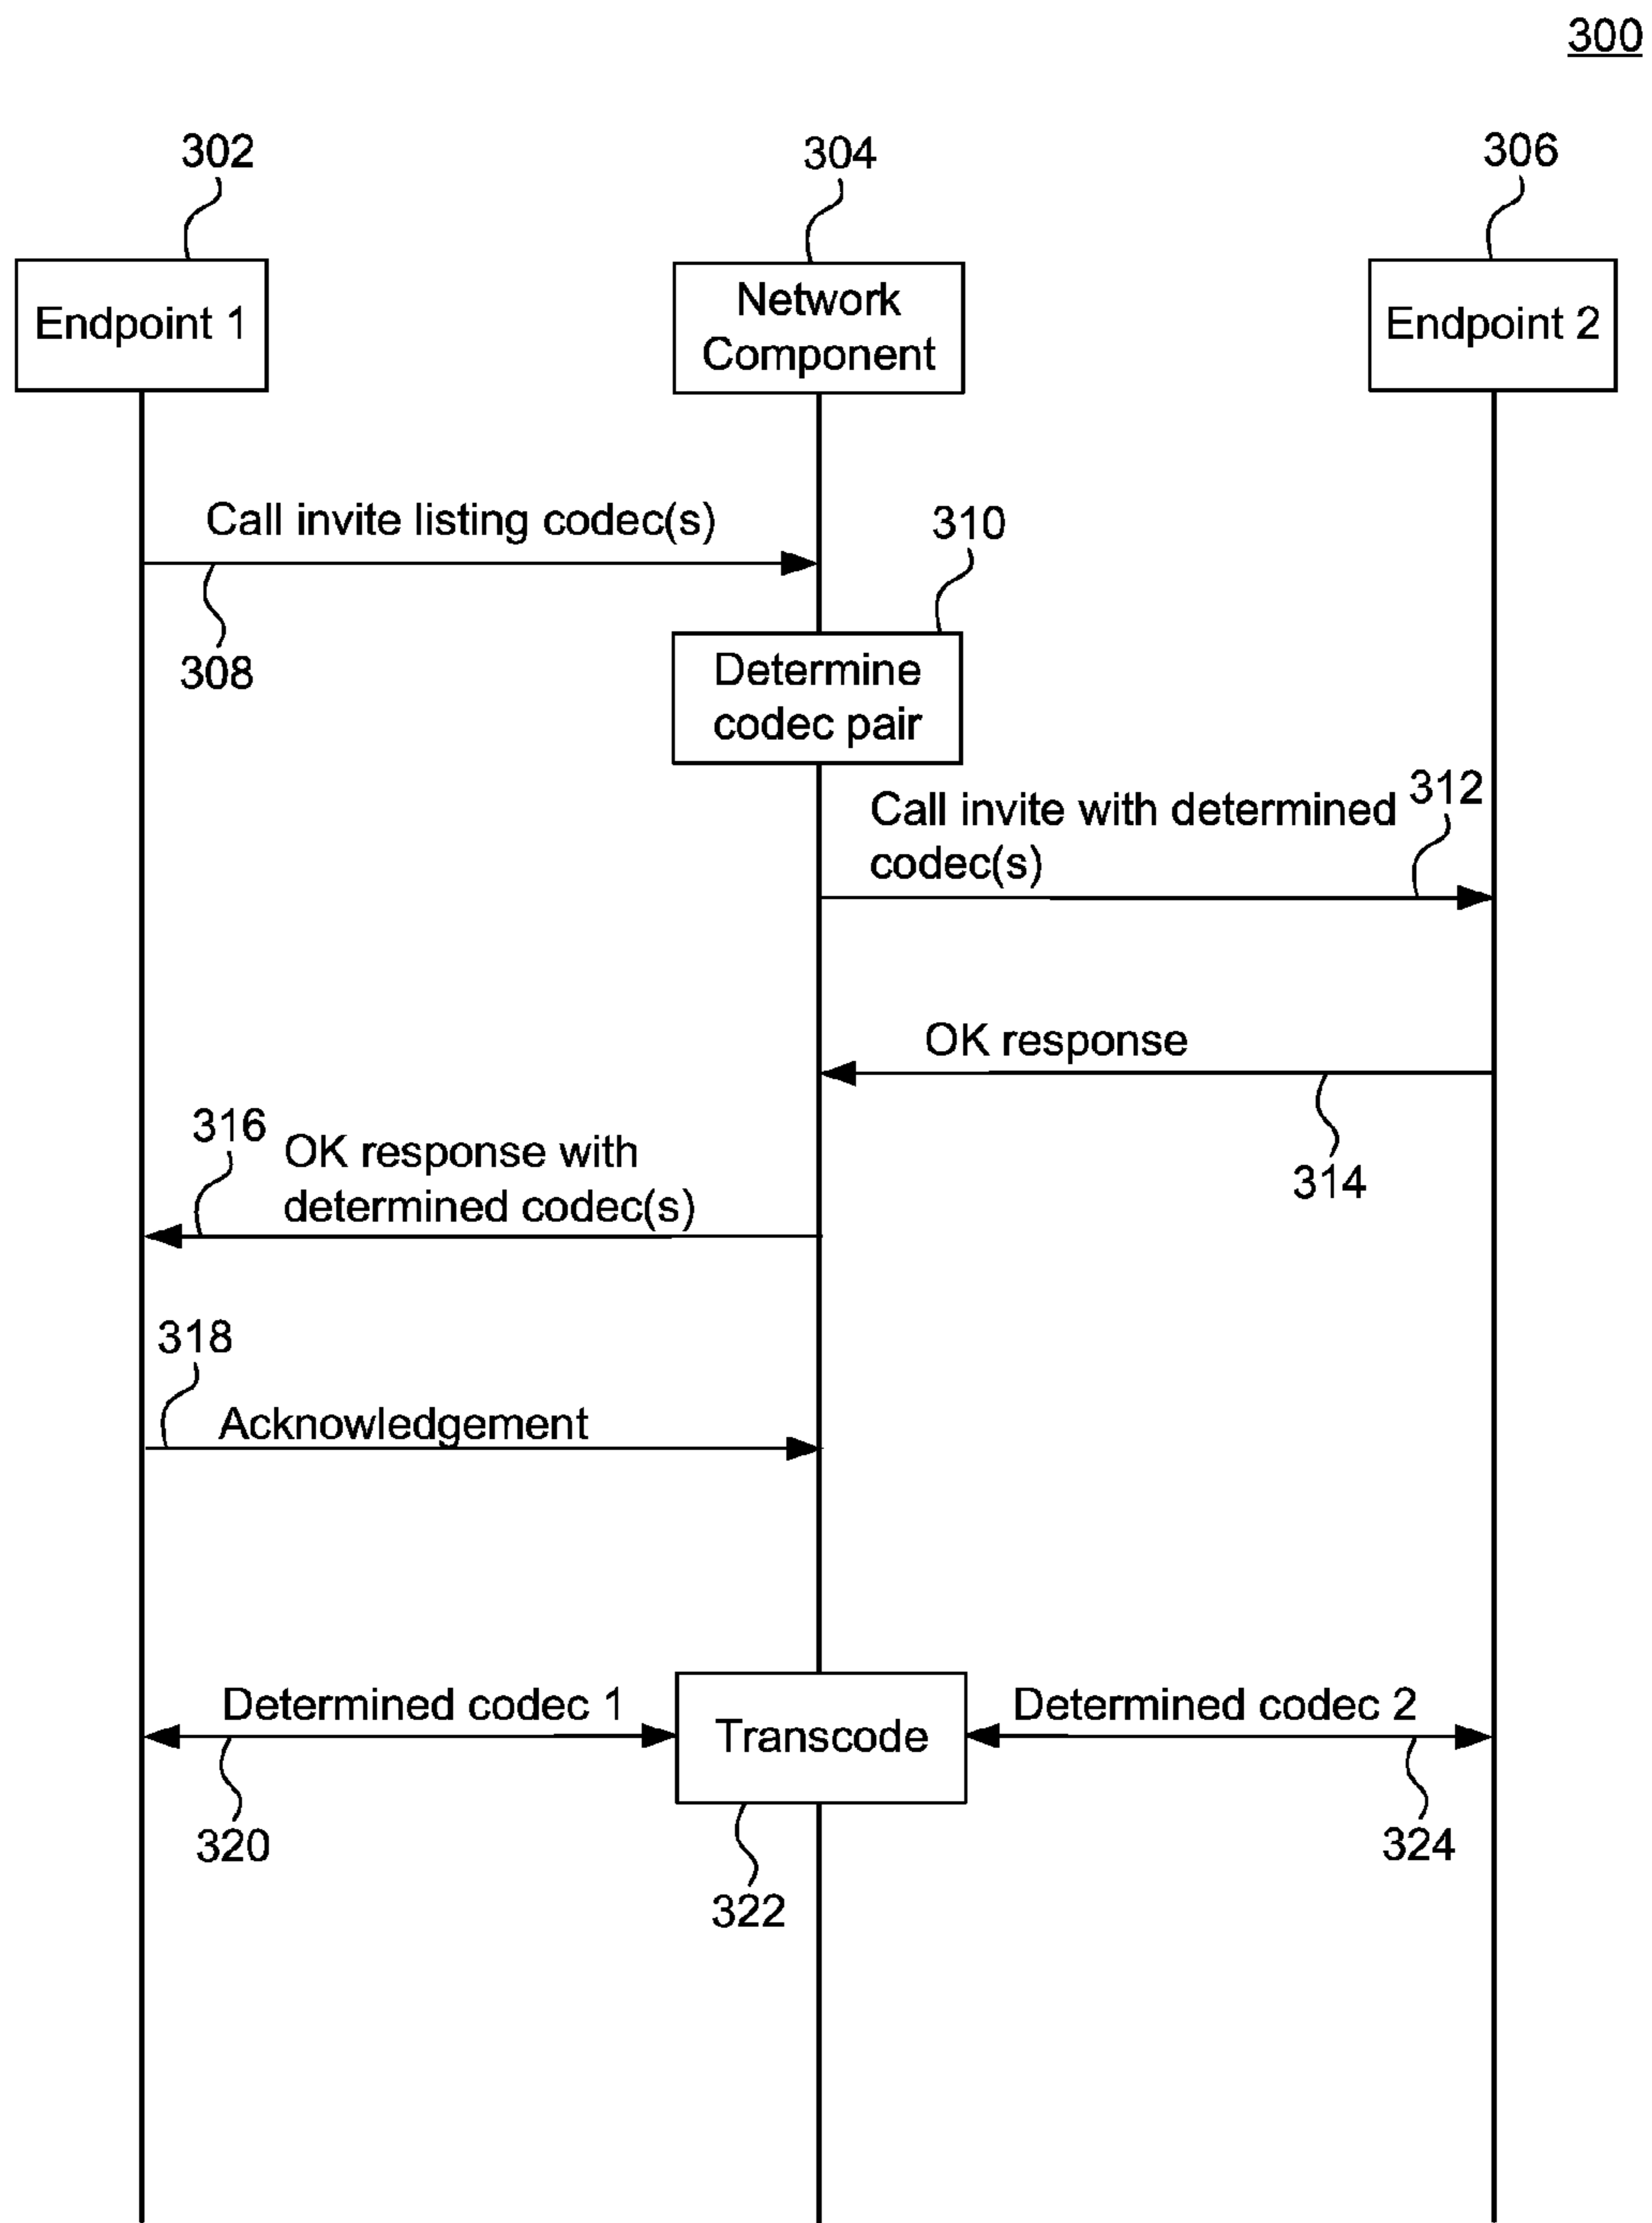 300
302
304
306
Endpoint 1
Network
Component
Endpoint 2
Call invite listing codec(s)
308
310
Determine
codec pair
Call invite with determined
codec(s)
312
OK response
314
316
OK response with
determined codec(s)
318
Acknowledgement
Determined codec 1
Transcode
Determined codec 2
320
322
324